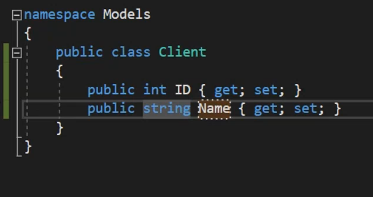 namespace Models
{
    public class Client
    {
        public int ID { get; set; }
        public string Name { get; set; }
    }
}